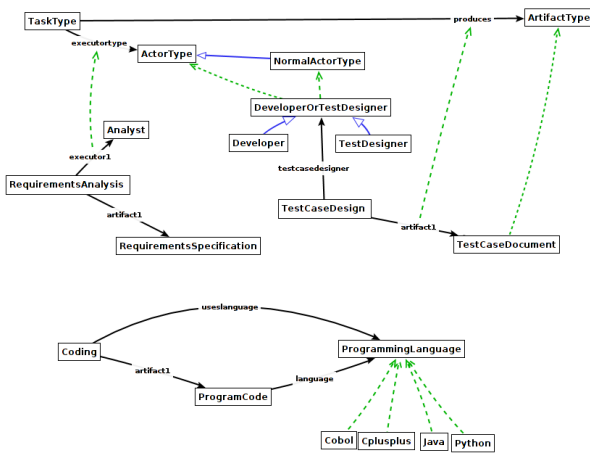 TaskType
produces
ArtifactType
executortype
ActorType
NormalActorType
DeveloperOrTestDesigner
Analyst
Developer
TestDesigner
executor1
testcasedesigner
RequirementsAnalysis
TestCaseDesign
artifact1
artifact1
RequirementsSpecification
TestCaseDocument
useslanguage
Coding
ProgrammingLanguage
artifact1
language
ProgramCode
Cobol
Cplusplus
Java
Python